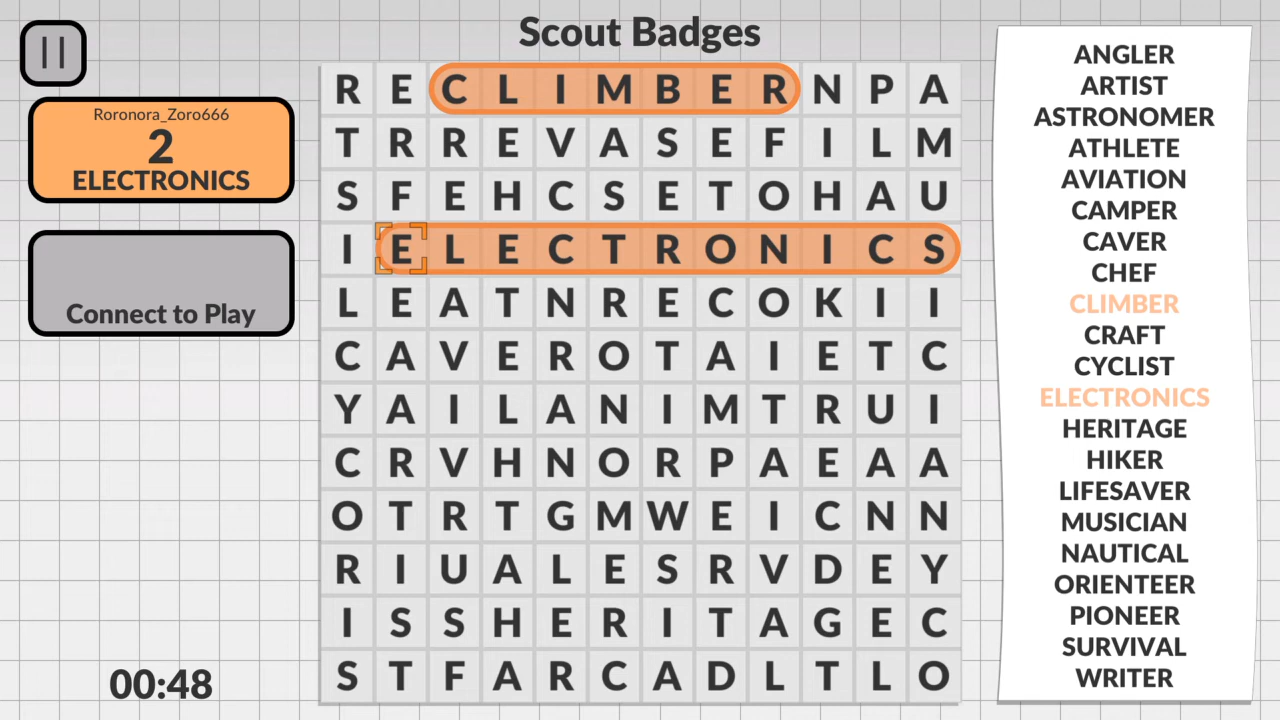 Scout Badges
Roronora_Zoro666
2
ELECTRONICS
Connect to Play
00:48
R E C L I M B E R N P A
T R R E V A S E F I L M
S F E H C S E T O H A U
I E L E C T R O N I C S
L E A T N R E C O K I I
C A V E R O T A I E T C
Y A I L A N I M T R U I
C R V H N O R P A E A A
O T R T G M W E I C N N
R I U A L E S R V D E Y
I S S H E R I T A G E C
S T F A R C A D L T L O
ANGLER
ARTIST
ASTRONOMER
ATHLETE
AVIATION
CAMPER
CAVER
CHEF
CLIMBER
CRAFT
CYCLIST
ELECTRONICS
HERITAGE
HIKER
LIFESAVER
MUSICIAN
NAUTICAL
ORIENTEER
PIONEER
SURVIVAL
WRITER